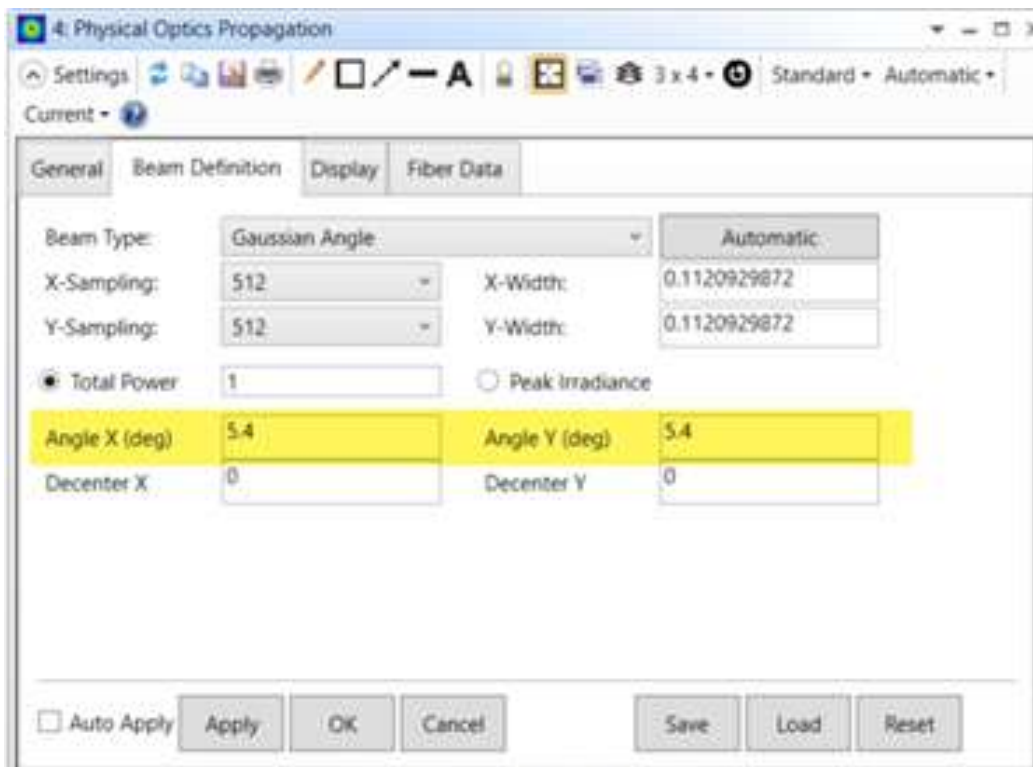 4: Physical Optics Propagation
Settings A 3 x 4 Standard Automatic
Current
General Beam Definition Display Fiber Data
Beam Type: Gaussian Angle Automatic
X-Sampling: 512 X-Width: 0.1120929872
Y-Sampling: 512 Y-Width: 0.1120929872
Total Power 1 Peak Irradiance
Angle X (deg) 5.4 Angle Y (deg) 5.4
Decenter X 0 Decenter Y 0
Auto Apply Apply OK Cancel Save Load Reset